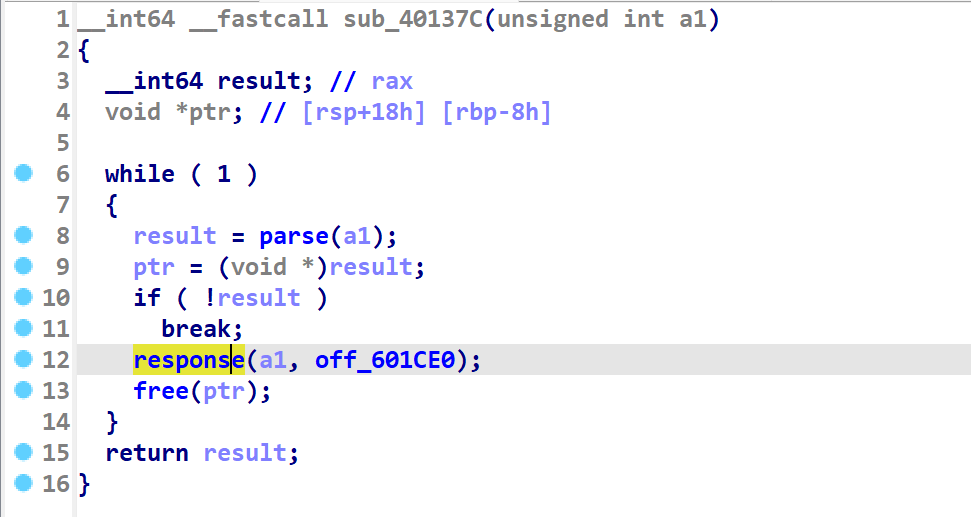 1 __int64 __fastcall sub_40137C(unsigned int a1)
2 {
3 __int64 result; // rax
4 void *ptr; // [rsp+18h] [rbp-8h]
5
6 while ( 1 )
7 {
8 result = parse(a1);
9 ptr = (void *)result;
10 if ( !result )
11 break;
12 response(a1, off_601CE0);
13 free(ptr);
14 }
15 return result;
16 }